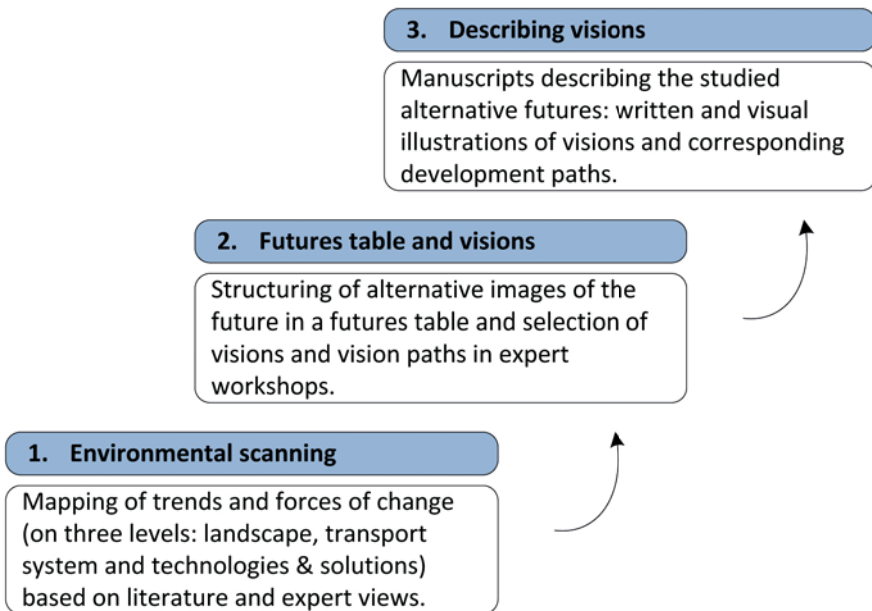 3. Describing visions
Manuscripts describing the studied
alternative futures: written and visual
illustrations of visions and corresponding
development paths.
2. Futures table and visions
Structuring of alternative images of the
future in a futures table and selection of
visions and vision paths in expert
workshops.
1. Environmental scanning
Mapping of trends and forces of change
(on three levels: landscape, transport
system and technologies & solutions)
based on literature and expert views.